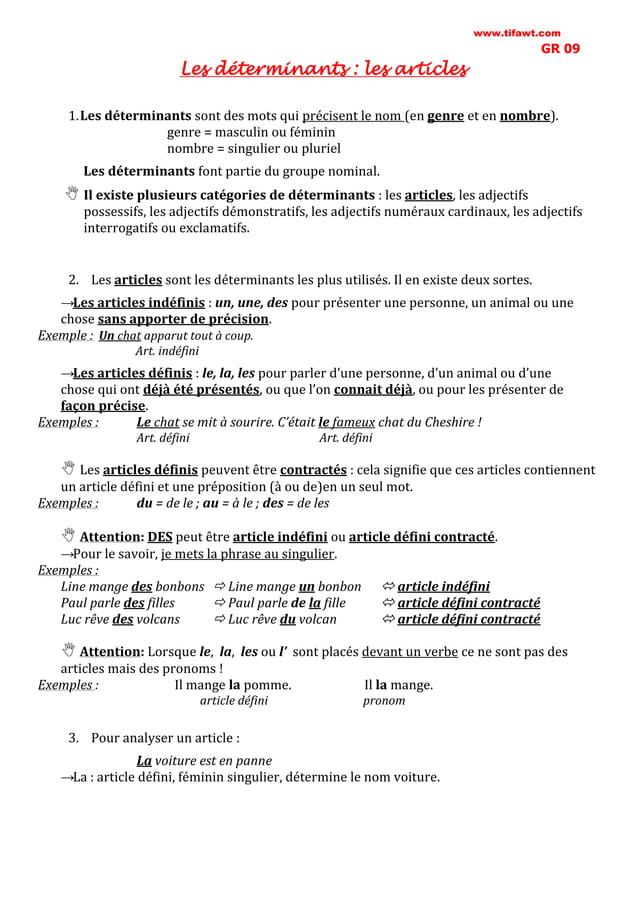 www.tifawt.com
GR 09
Les déterminants : les articles
1.Les déterminants sont des mots qui précisent le nom (en genre et en nombre).
genre = masculin ou féminin
nombre = singulier ou pluriel
Les déterminants font partie du groupe nominal.
Il existe plusieurs catégories de déterminants : les articles, les adjectifs
possessifs, les adjectifs démonstratifs, les adjectifs numéraux cardinaux, les adjectifs
interrogatifs ou exclamatifs.
2. Les articles sont les déterminants les plus utilisés. Il en existe deux sortes.
→Les articles indéfinis : un, une, des pour présenter une personne, un animal ou une
chose sans apporter de précision.
Exemple : Un chat apparut tout à coup.
Art. indéfini
→Les articles définis : le, la, les pour parler d'une personne, d'un animal ou d'une
chose qui ont déjà été présentés, ou que l'on connait déjà, ou pour les présenter de
façon précise.
Exemples : Le chat se mit à sourire. C'était le fameux chat du Cheshire !
Art. défini Art. défini
Les articles définis peuvent être contractés : cela signifie que ces articles contiennent
un article défini et une préposition (à ou de)en un seul mot.
Exemples : du = de le ; au = à le ; des = de les
Attention: DES peut être article indéfini ou article défini contracté.
→Pour le savoir, je mets la phrase au singulier.
Exemples :
Line mange des bonbons ⇨ Line mange un bonbon ⬄ article indéfini
Paul parle des filles ⇨ Paul parle de la fille ⬄ article défini contracté
Luc rêve des volcans ⇨ Luc rêve du volcan ⬄ article défini contracté
Attention: Lorsque le, la, les ou l' sont placés devant un verbe ce ne sont pas des
articles mais des pronoms !
Exemples : Il mange la pomme. Il la mange.
article défini pronom
3. Pour analyser un article :
La voiture est en panne
→La : article défini, féminin singulier, détermine le nom voiture.